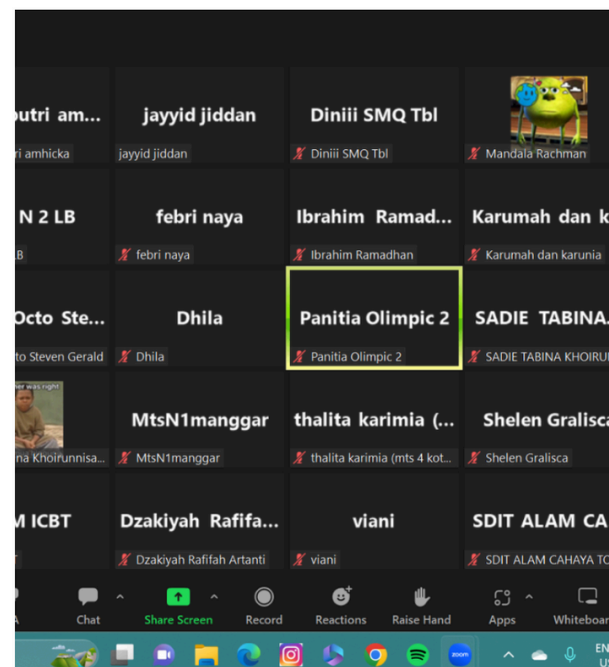 utri am... jayyid jiddan Diniii SMQ Tbl
ri amhicka jayyid jiddan Diniii SMQ Tbl Mandala Rachman
N 2 LB febri naya Ibrahim Ramad... Karumah dan k
LB febri naya Ibrahim Ramadhan Karumah dan karunia
Octo Ste... Dhila Panitia Olimpic 2 SADIE TABINA.
to Steven Gerald Dhila Panitia Olimpic 2 SADIE TABINA KHOIRU
er was right
na Khoirunnisa... MtsN1manggar thalita karimia (... Shelen Gralisca
MtsN1manggar thalita karimia (mts 4 kot... Shelen Gralisca
M ICBT Dzakiyah Rafifa... viani SDIT ALAM CA
Dzakiyah Rafifah Artanti viani SDIT ALAM CAHAYA TO
Chat Share Screen Record Reactions Raise Hand Apps Whiteboar
zoom EN